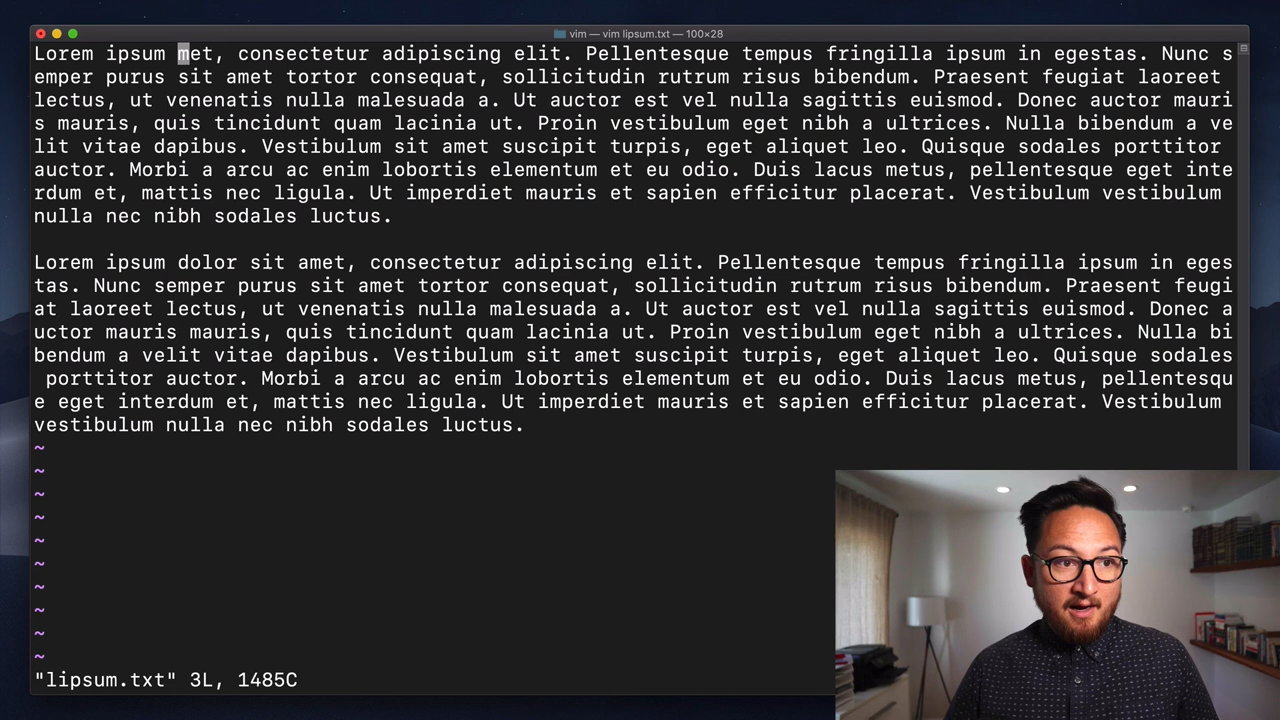 vim — vim lipsum.txt — 100×28
Lorem ipsum met, consectetur adipiscing elit. Pellentesque tempus fringilla ipsum in egestas. Nunc s
emper purus sit amet tortor consequat, sollicitudin rutrum risus bibendum. Praesent feugiat laoreet
lectus, ut venenatis nulla malesuada a. Ut auctor est vel nulla sagittis euismod. Donec auctor mauri
s mauris, quis tincidunt quam lacinia ut. Proin vestibulum eget nibh a ultrices. Nulla bibendum a ve
lit vitae dapibus. Vestibulum sit amet suscipit turpis, eget aliquet leo. Quisque sodales porttitor
auctor. Morbi a arcu ac enim lobortis elementum et eu odio. Duis lacus metus, pellentesque eget inte
rdum et, mattis nec ligula. Ut imperdiet mauris et sapien efficitur placerat. Vestibulum vestibulum
nulla nec nibh sodales luctus.
Lorem ipsum dolor sit amet, consectetur adipiscing elit. Pellentesque tempus fringilla ipsum in eges
tas. Nunc semper purus sit amet tortor consequat, sollicitudin rutrum risus bibendum. Praesent feugi
at laoreet lectus, ut venenatis nulla malesuada a. Ut auctor est vel nulla sagittis euismod. Donec a
uctor mauris mauris, quis tincidunt quam lacinia ut. Proin vestibulum eget nibh a ultrices. Nulla bi
bendum a velit vitae dapibus. Vestibulum sit amet suscipit turpis, eget aliquet leo. Quisque sodales
porttitor auctor. Morbi a arcu ac enim lobortis elementum et eu odio. Duis lacus metus, pellentesqu
e eget interdum et, mattis nec ligula. Ut imperdiet mauris et sapien efficitur placerat. Vestibulum
vestibulum nulla nec nibh sodales luctus.
~
~
~
~
~
~
~
~
~
~
"lipsum.txt" 3L, 1485C